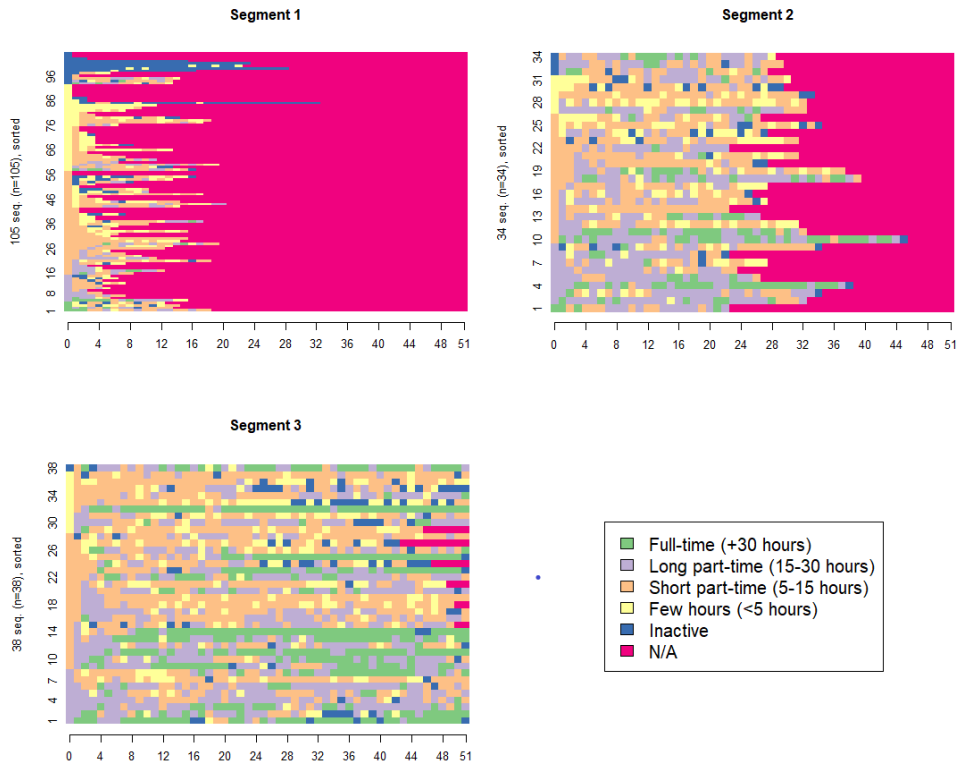 Segment 1
105 seq. (n=105), sorted
1 8 16 26 36 46 56 66 76 86 96
0 4 8 12 16 20 24 28 32 36 40 44 48 51
Segment 2
34 seq. (n=34), sorted
1 4 7 10 13 16 19 22 25 28 31 34
0 4 8 12 16 20 24 28 32 36 40 44 48 51
Segment 3
38 seq. (n=38), sorted
1 4 7 10 14 18 22 26 30 34 38
0 4 8 12 16 20 24 28 32 36 40 44 48 51
Full-time (+30 hours)
Long part-time (15-30 hours)
Short part-time (5-15 hours)
Few hours (<5 hours)
Inactive
N/A